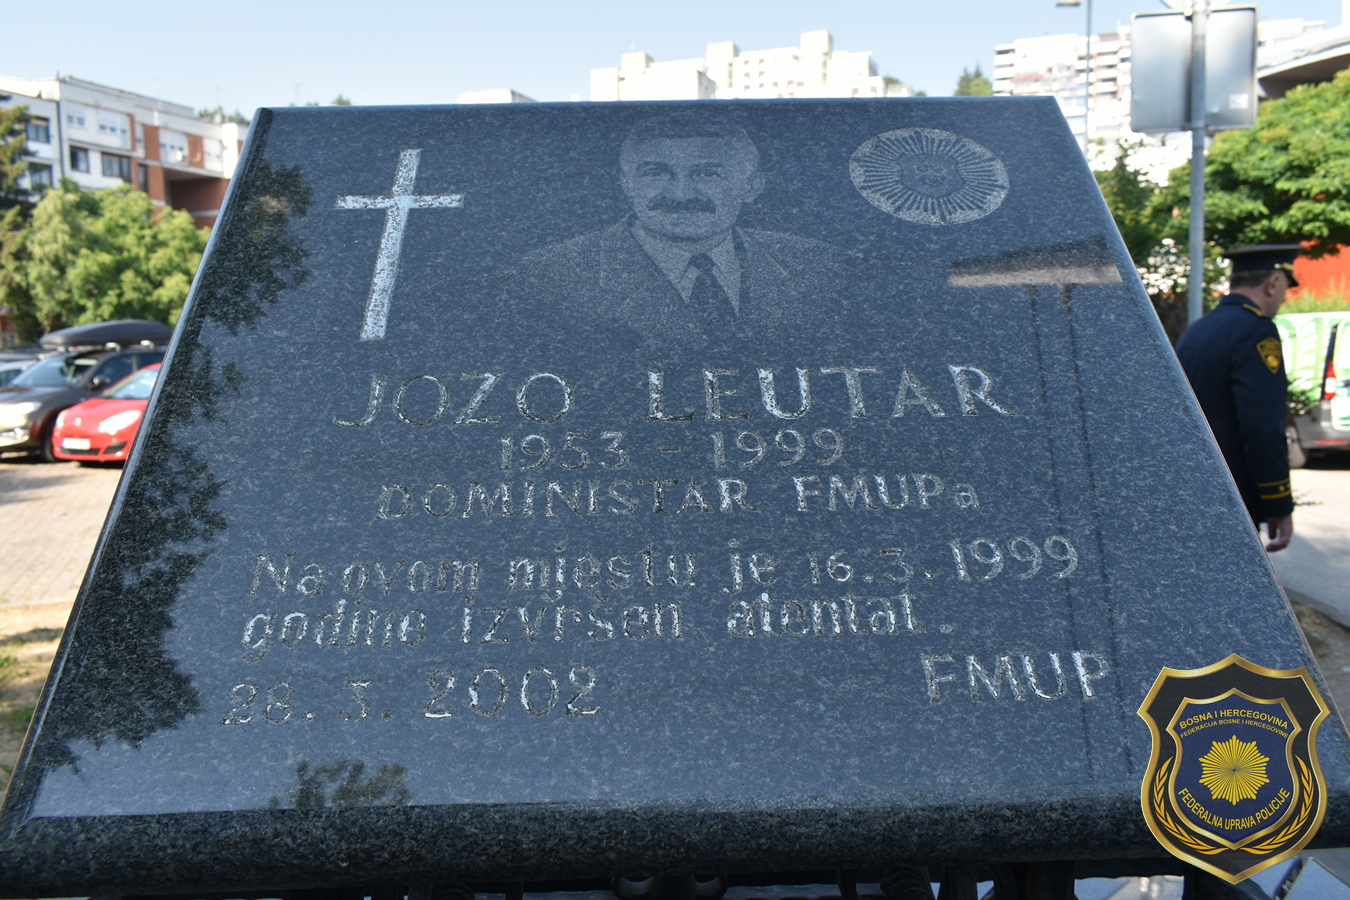 JOZO LEUTAR
1953 - 1999
DOMINISTAR FMUPa
Na ovom mjestu je 16.3.1999
godine izvršen atentat.
28.3.2002 FMUP
BOSNA I HERCEGOVINA
FEDERACIJA BOSNE I HERCEGOVINE
FEDERALNA UPRAVA POLICIJE